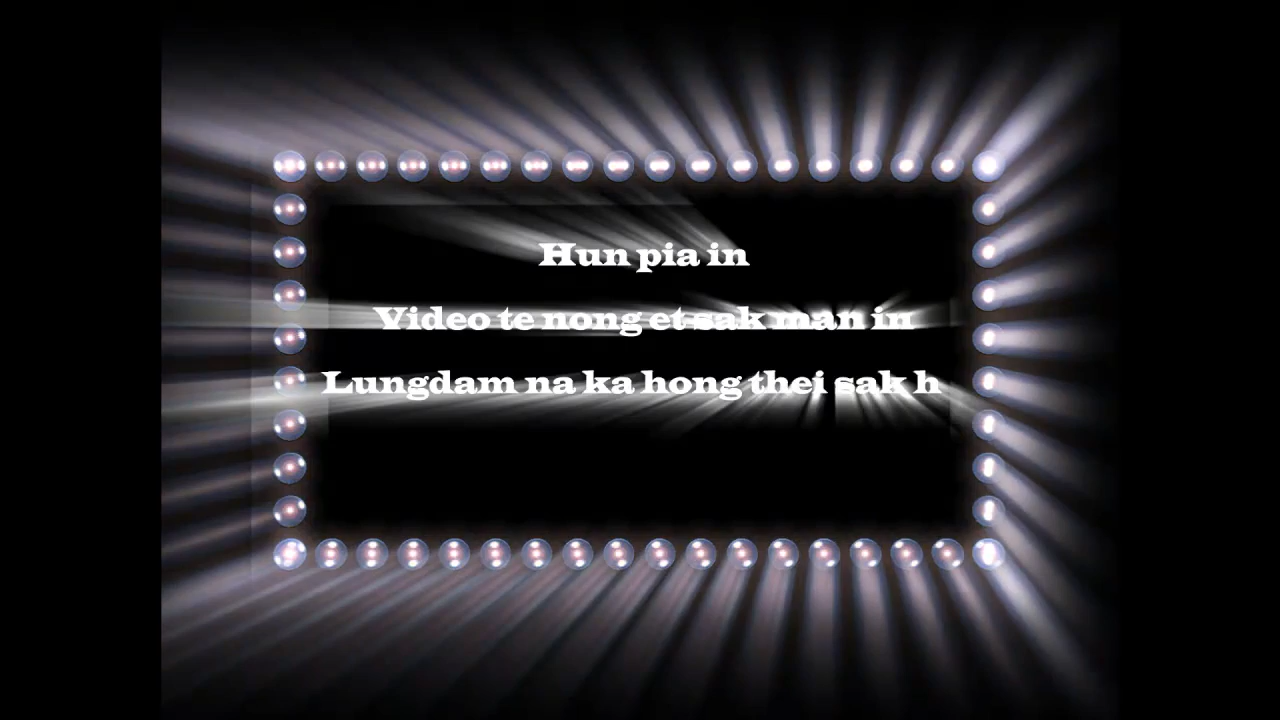 Hun pia in
Video te nong et sak man in
Lungdam na ka hong thei sak h